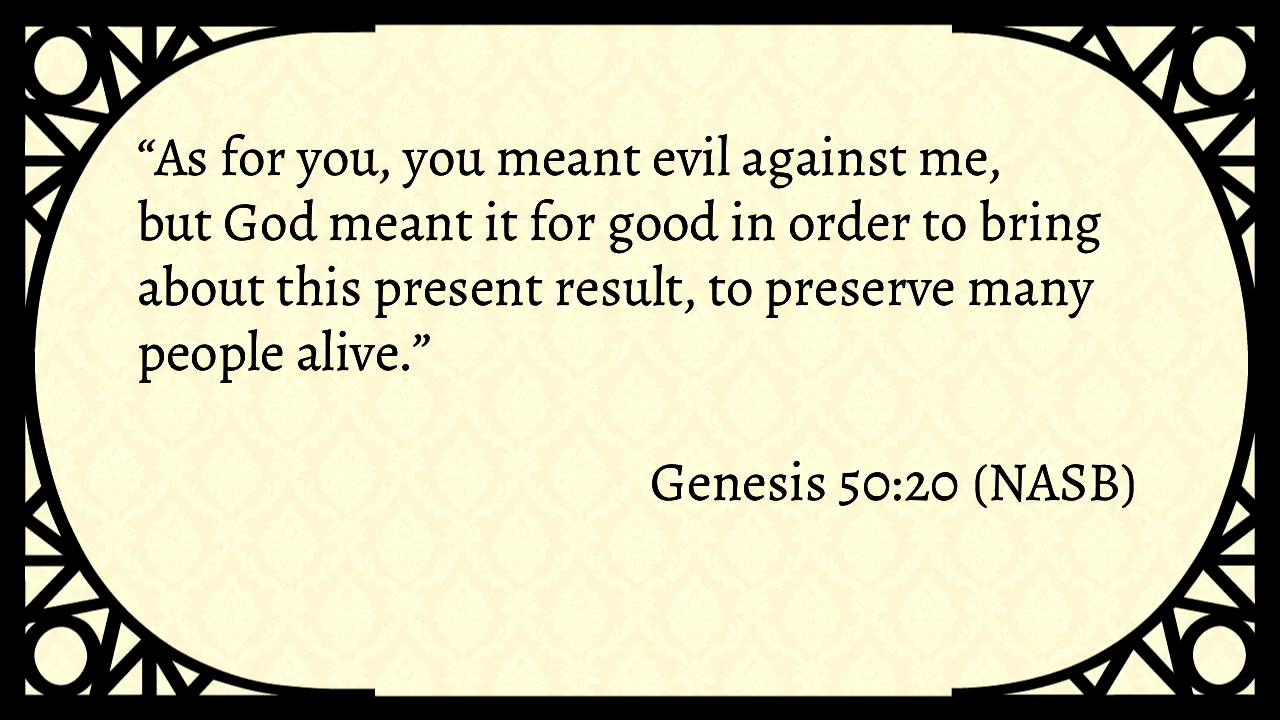 “As for you, you meant evil against me,
but God meant it for good in order to bring
about this present result, to preserve many
people alive.”
Genesis 50:20 (NASB)